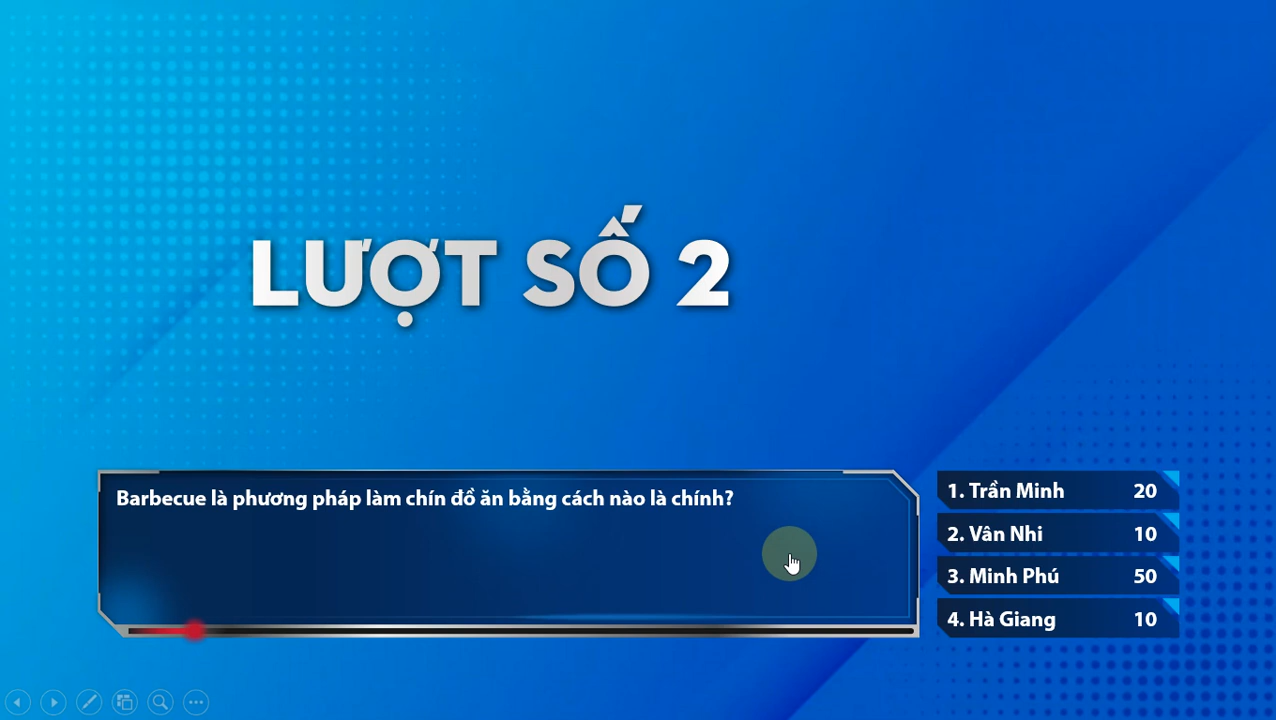 LƯỢT SỐ 2
Barbecue là phương pháp làm chín đồ ăn bằng cách nào là chính?
1. Trần Minh 20
2. Vân Nhi 10
3. Minh Phú 50
4. Hà Giang 10